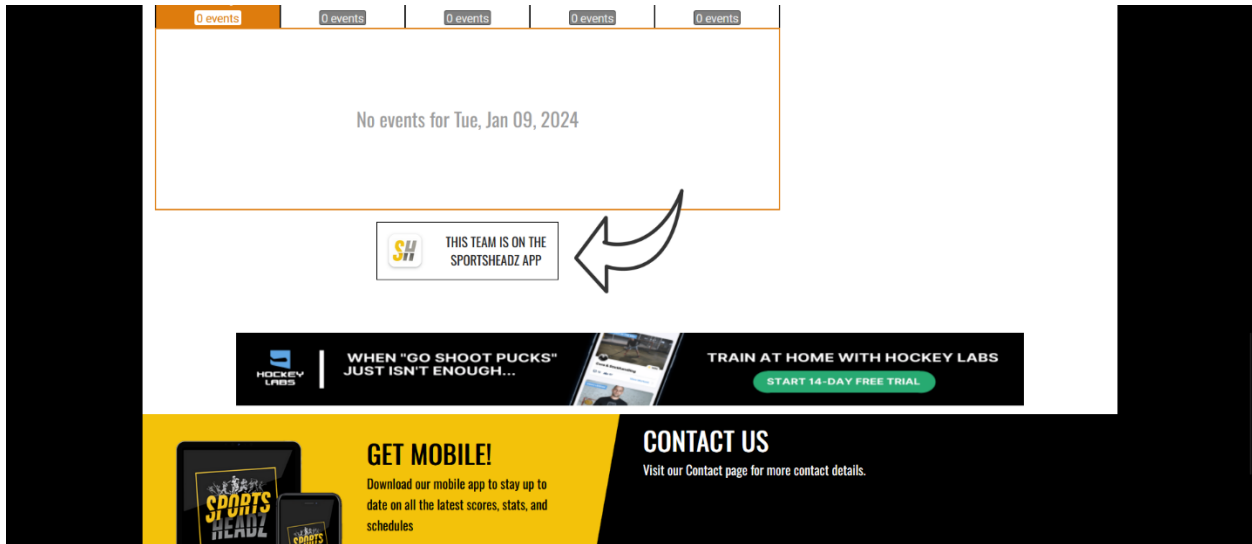 0 events
0 events
0 events
0 events
0 events
No events for Tue, Jan 09, 2024
SH
THIS TEAM IS ON THE
SPORTSHEADZ APP
HOCKEY
LABS
WHEN "GO SHOOT PUCKS"
JUST ISN'T ENOUGH...
TRAIN AT HOME WITH HOCKEY LABS
START 14-DAY FREE TRIAL
SPORTS
HEADZ
SPORTS
GET MOBILE!
Download our mobile app to stay up to
date on all the latest scores, stats, and
schedules
CONTACT US
Visit our Contact page for more contact details.